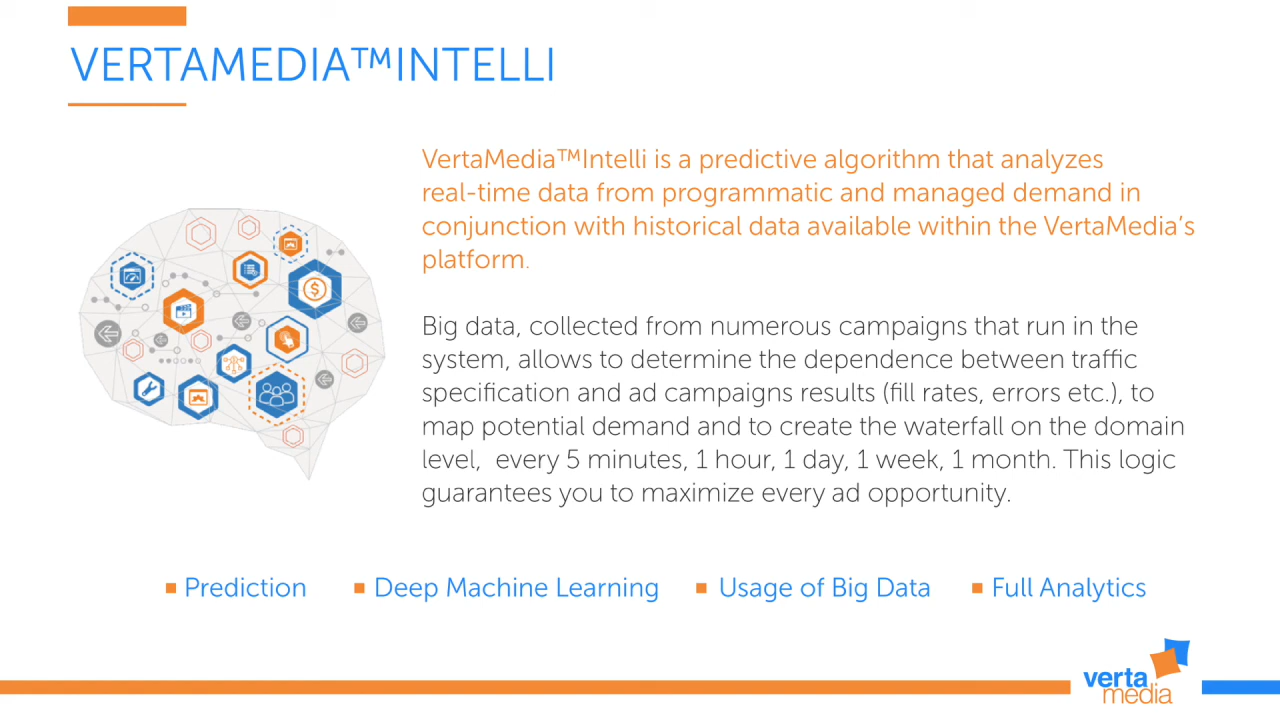 VERTAMEDIA™INTELLI
VertaMedia™Intelli is a predictive algorithm that analyzes
real-time data from programmatic and managed demand in
conjunction with historical data available within the VertaMedia’s
platform.
Big data, collected from numerous campaigns that run in the
system, allows to determine the dependence between traffic
specification and ad campaigns results (fill rates, errors etc.), to
map potential demand and to create the waterfall on the domain
level,  every 5 minutes, 1 hour, 1 day, 1 week, 1 month. This logic
guarantees you to maximize every ad opportunity.
$
▪ Prediction ▪ Deep Machine Learning ▪ Usage of Big Data ▪ Full Analytics
verta
media